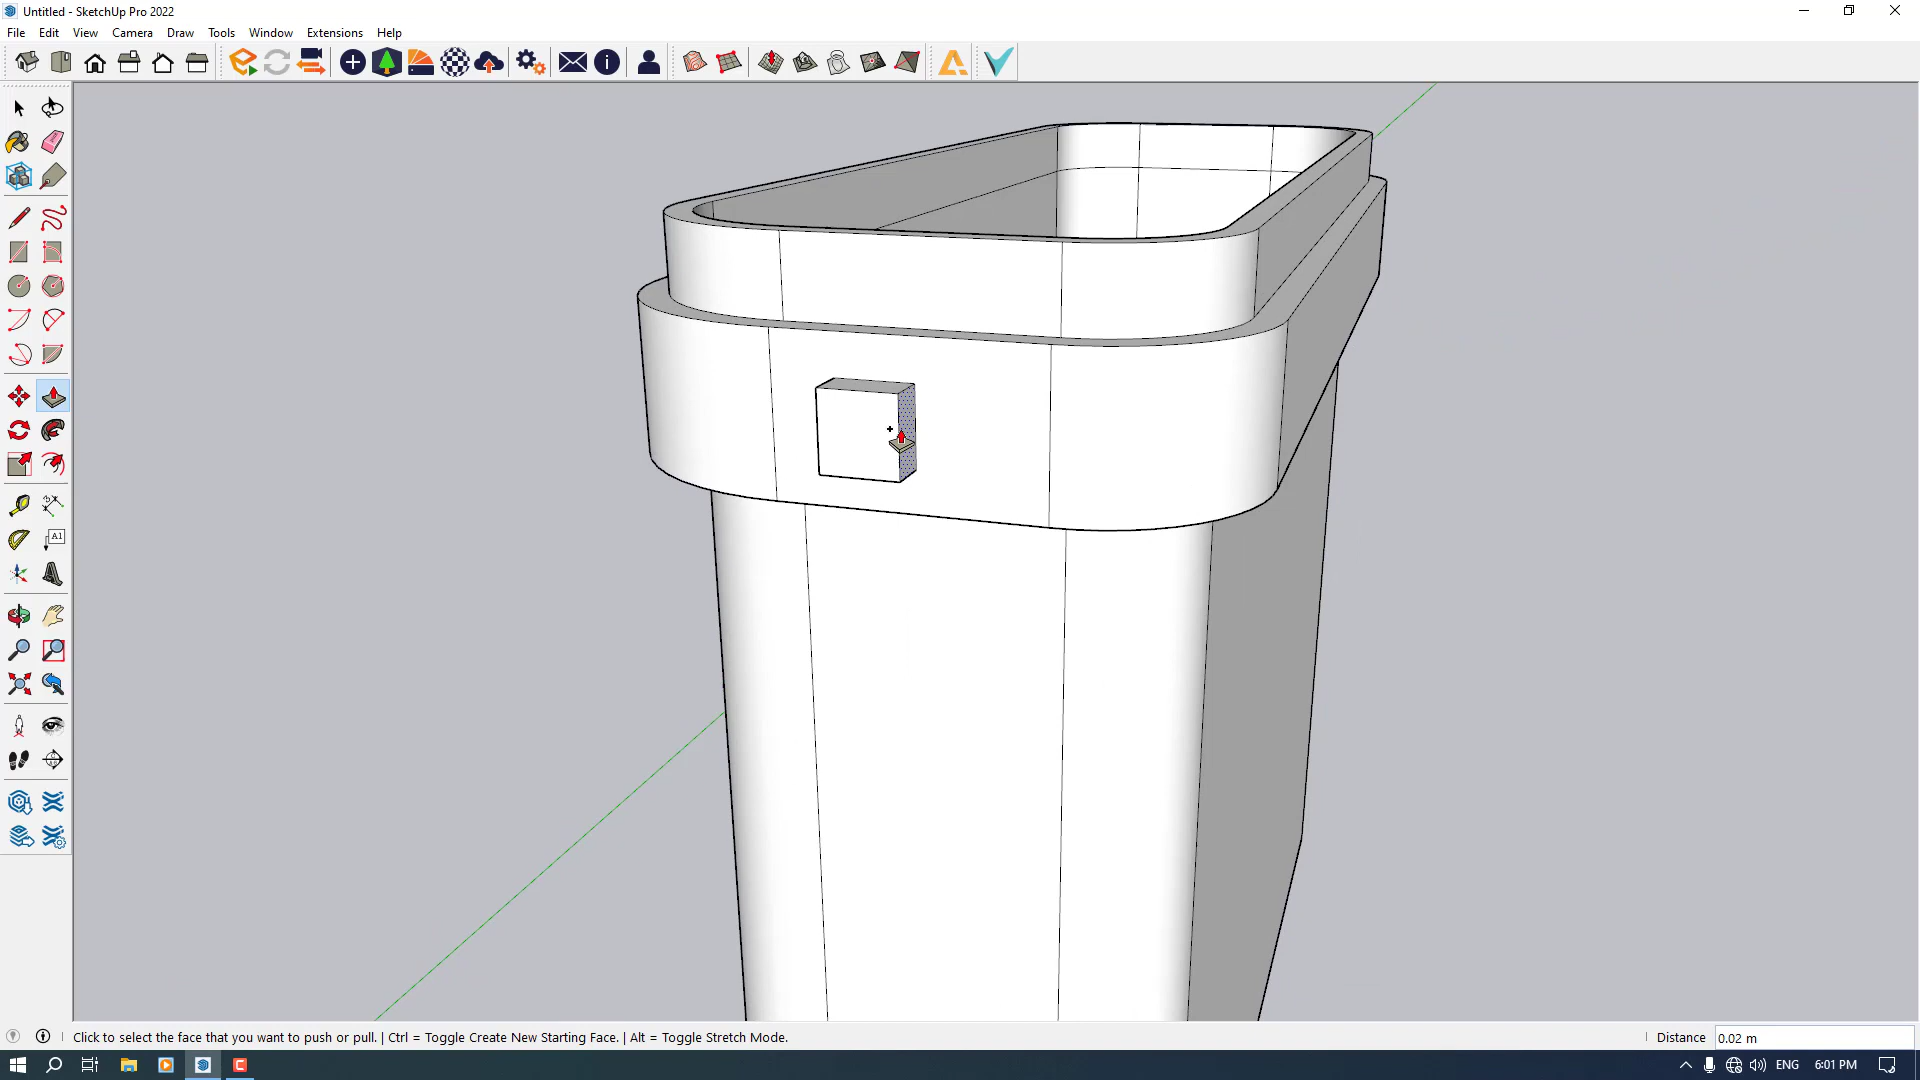 Untitled - SketchUp Pro 2022
File Edit View Camera Draw Tools Window Extensions Help
A1
Click to select the face that you want to push or pull. | Ctrl = Toggle Create New Starting Face. | Alt = Toggle Stretch Mode.
Distance 0.02 m
ENG 6:01 PM